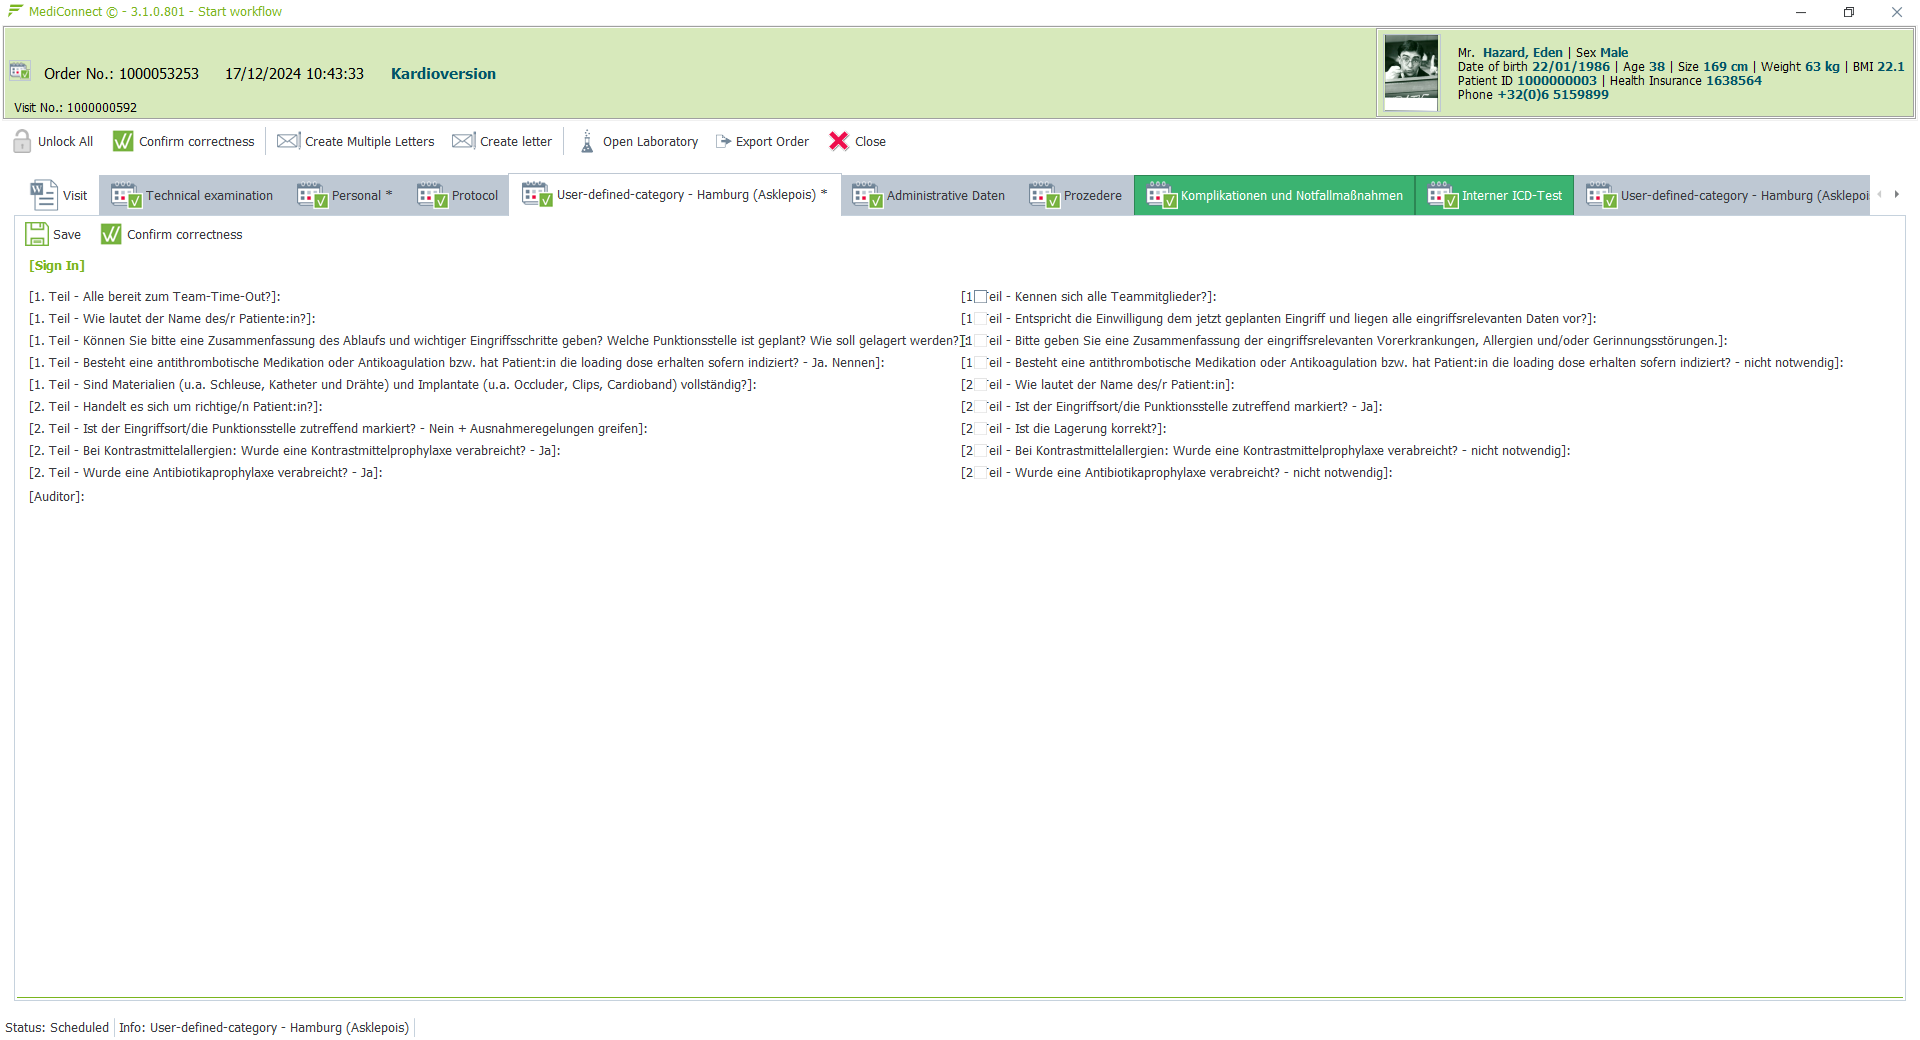 MediConnect © - 3.1.0.801 - Start workflow
Order No.: 1000053253 17/12/2024 10:43:33 Kardioversion
Visit No.: 1000000592
Mr. Hazard, Eden | Sex Male
Date of birth 22/01/1986 | Age 38 | Size 169 cm | Weight 63 kg | BMI 22.1
Patient ID 1000000003 | Health Insurance 1638564
Phone +32(0)6 5159899
Unlock All Confirm correctness Create Multiple Letters Create letter Open Laboratory Export Order Close
Visit Technical examination Personal * Protocol User-defined-category - Hamburg (Asklepois) * Administrative Daten Prozedere Komplikationen und Notfallmaßnahmen Interner ICD-Test User-defined-category - Hamburg (Asklepoi
Save Confirm correctness
[Sign In]
[1. Teil - Alle bereit zum Team-Time-Out?]: [1 eil - Kennen sich alle Teammitglieder?]:
[1. Teil - Wie lautet der Name des/r Patiente:in?]: [1 eil - Entspricht die Einwilligung dem jetzt geplanten Eingriff und liegen alle eingriffsrelevanten Daten vor?]:
[1. Teil - Können Sie bitte eine Zusammenfassung des Ablaufs und wichtiger Eingriffsschritte geben? Welche Punktionsstelle ist geplant? Wie soll gelagert werden?] [1 eil - Bitte geben Sie eine Zusammenfassung der eingriffsrelevanten Vorerkrankungen, Allergien und/oder Gerinnungsstörungen.]:
[1. Teil - Besteht eine antithrombotische Medikation oder Antikoagulation bzw. hat Patient:in die loading dose erhalten sofern indiziert? - Ja. Nennen]: [1 eil - Besteht eine antithrombotische Medikation oder Antikoagulation bzw. hat Patient:in die loading dose erhalten sofern indiziert? - nicht notwendig]:
[1. Teil - Sind Materialien (u.a. Schleuse, Katheter und Drähte) und Implantate (u.a. Occluder, Clips, Cardioband) vollständig?]: [2 eil - Wie lautet der Name des/r Patient:in]:
[2. Teil - Handelt es sich um richtige/n Patient:in?]: [2 eil - Ist der Eingriffsort/die Punktionsstelle zutreffend markiert? - Ja]:
[2. Teil - Ist der Eingriffsort/die Punktionsstelle zutreffend markiert? - Nein + Ausnahmeregelungen greifen]: [2 eil - Ist die Lagerung korrekt?]:
[2. Teil - Bei Kontrastmittelallergien: Wurde eine Kontrastmittelprophylaxe verabreicht? - Ja]: [2 eil - Bei Kontrastmittelallergien: Wurde eine Kontrastmittelprophylaxe verabreicht? - nicht notwendig]:
[2. Teil - Wurde eine Antibiotikaprophylaxe verabreicht? - Ja]: [2 eil - Wurde eine Antibiotikaprophylaxe verabreicht? - nicht notwendig]:
[Auditor]:
Status: Scheduled Info: User-defined-category - Hamburg (Asklepois)